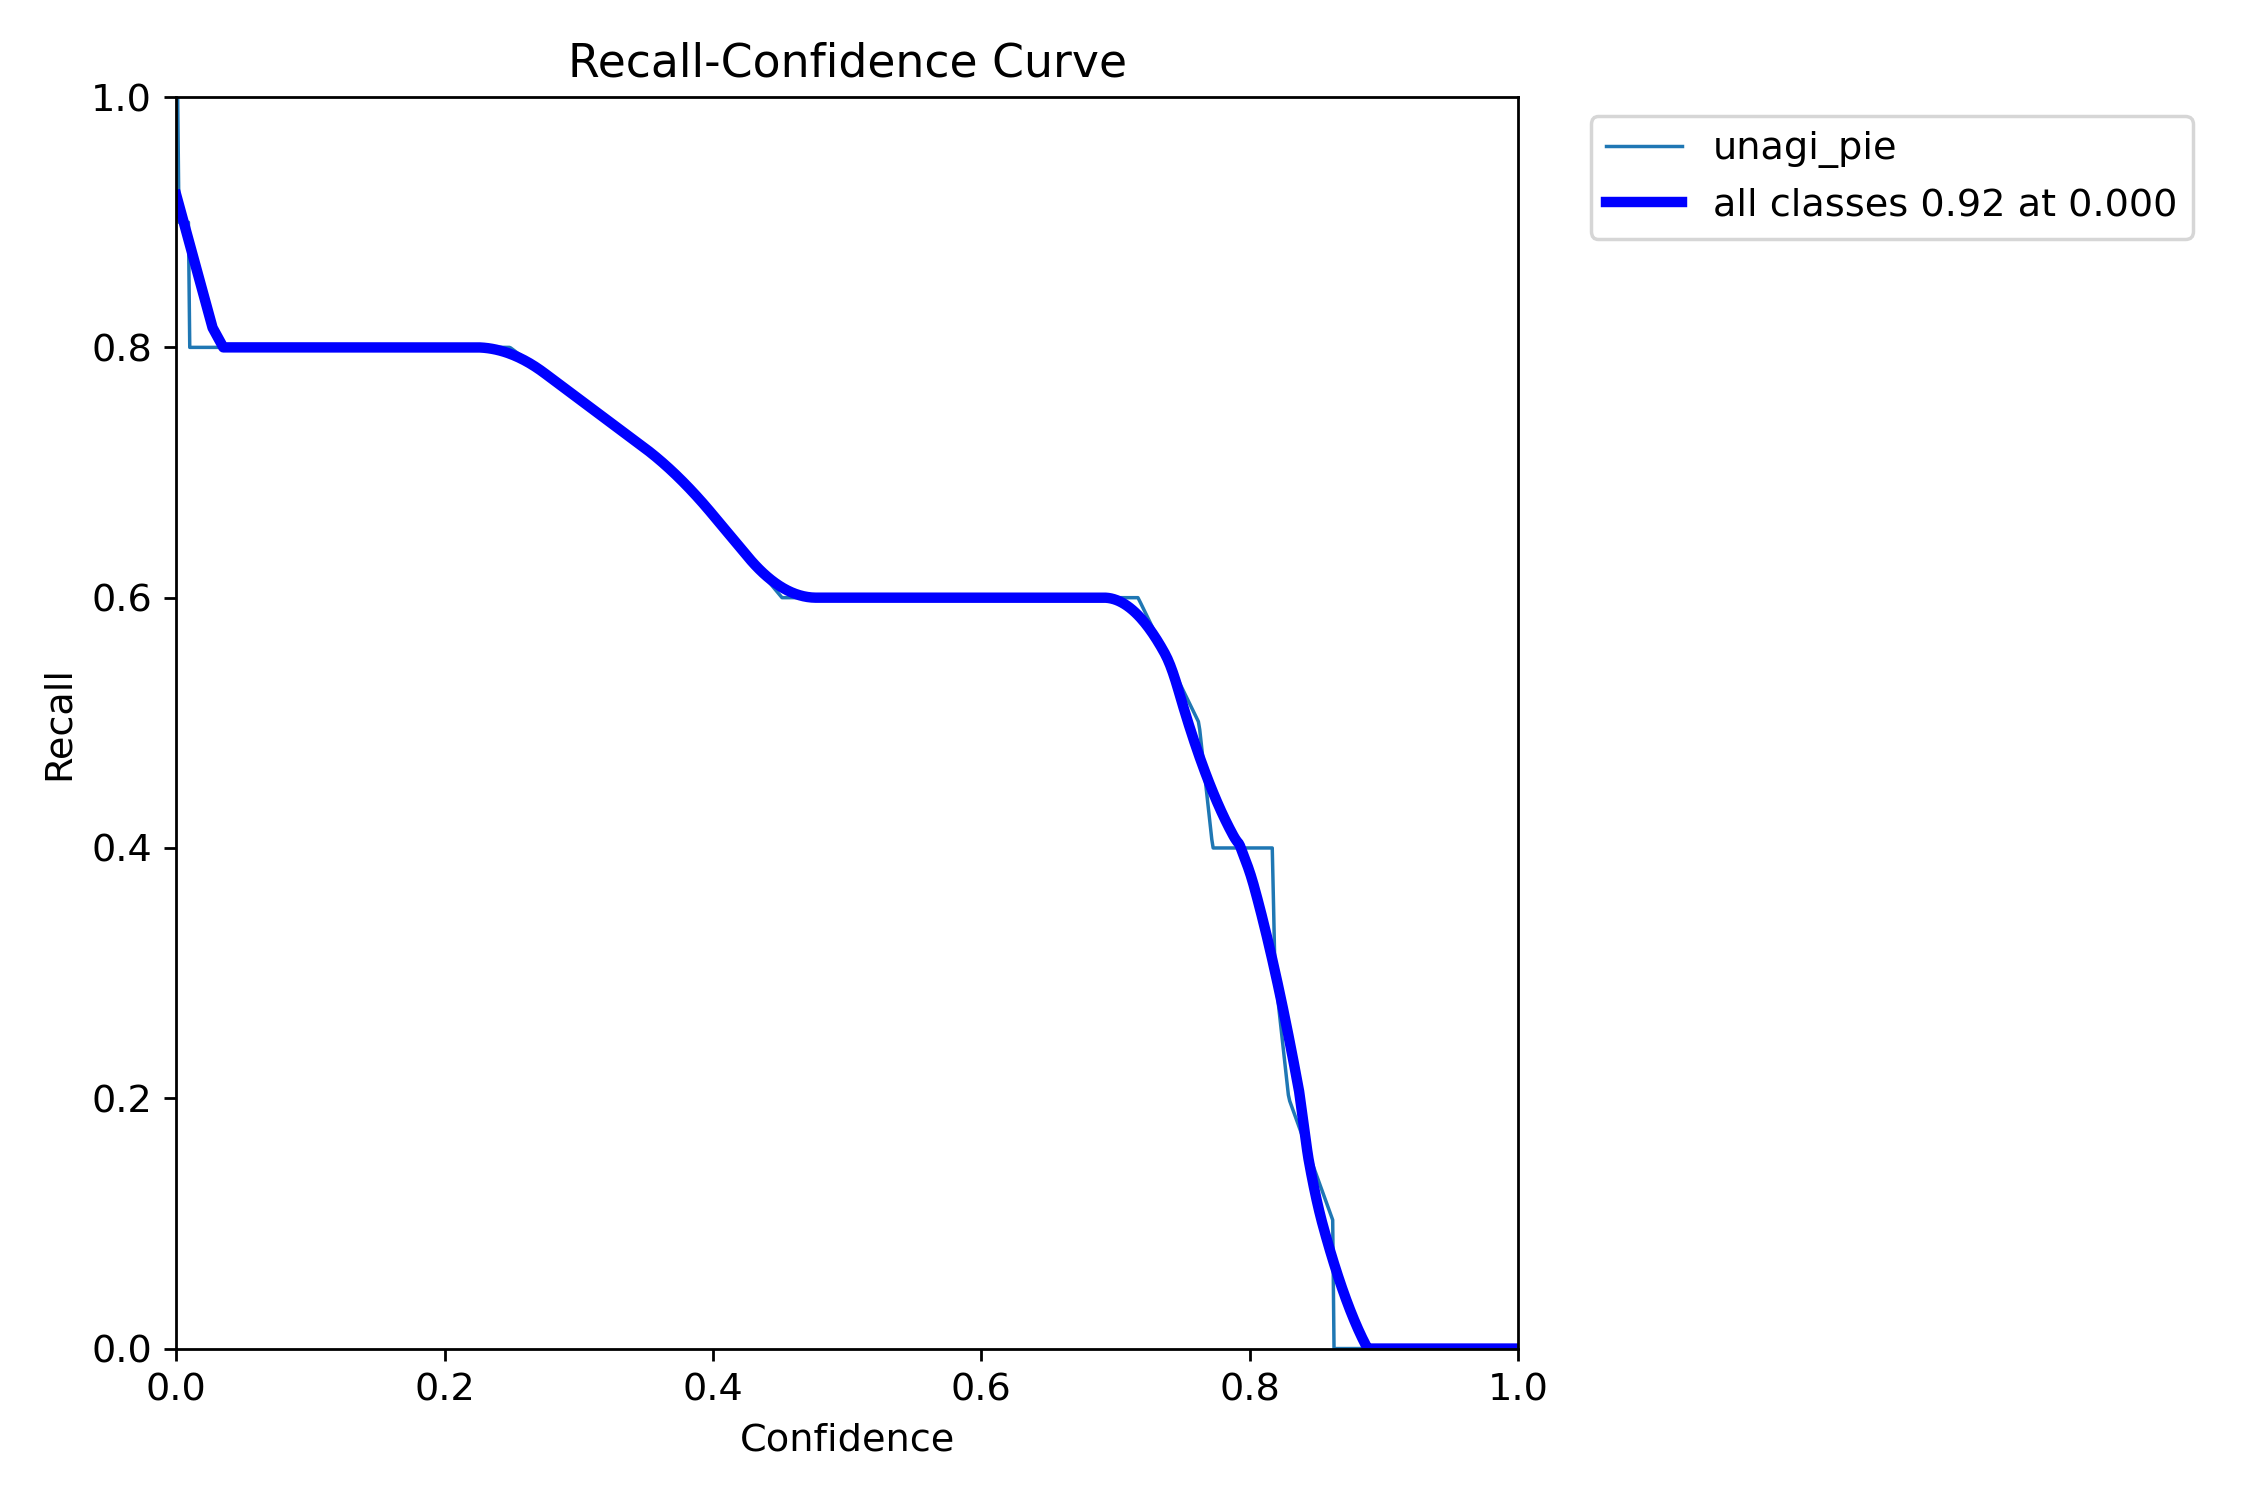 Recall-Confidence Curve
1.0
0.8
0.6
0.4
0.2
0.0
Recall
0.0 0.2 0.4 0.6 0.8 1.0
Confidence
unagi_pie
all classes 0.92 at 0.000